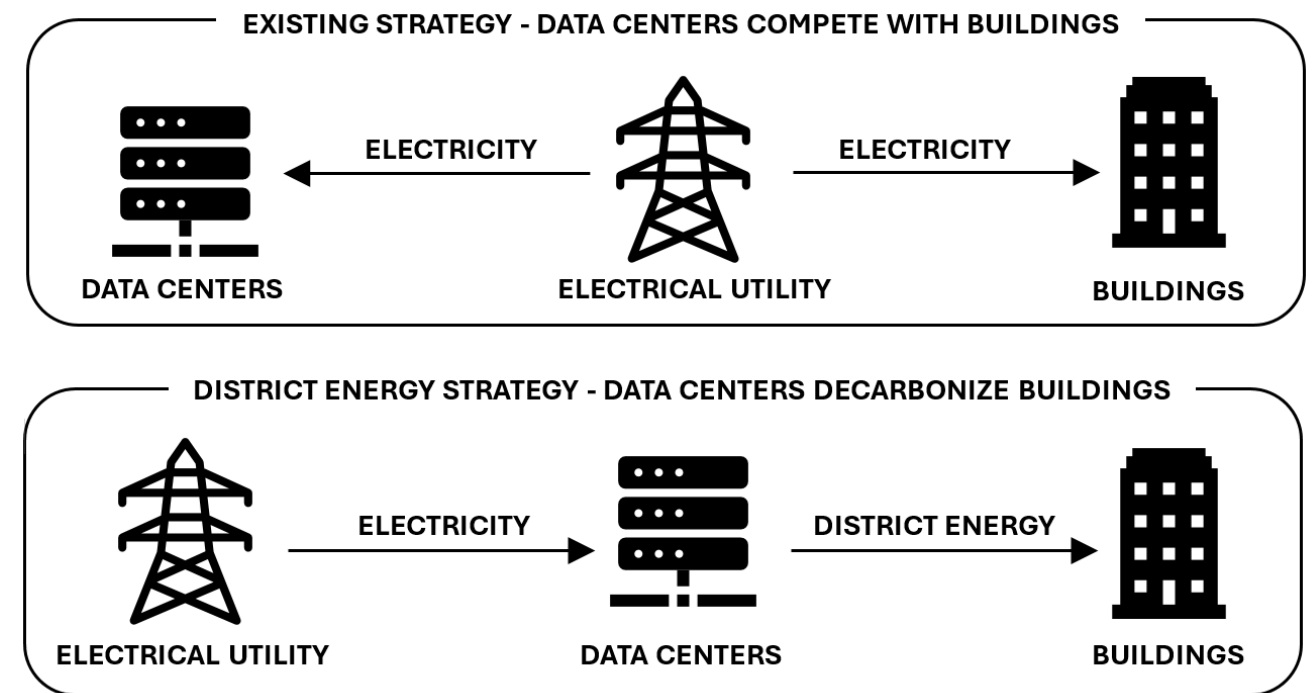 EXISTING STRATEGY - DATA CENTERS COMPETE WITH BUILDINGS
ELECTRICITY
ELECTRICITY
DATA CENTERS
ELECTRICAL UTILITY
BUILDINGS
DISTRICT ENERGY STRATEGY - DATA CENTERS DECARBONIZE BUILDINGS
ELECTRICITY
DISTRICT ENERGY
ELECTRICAL UTILITY
DATA CENTERS
BUILDINGS